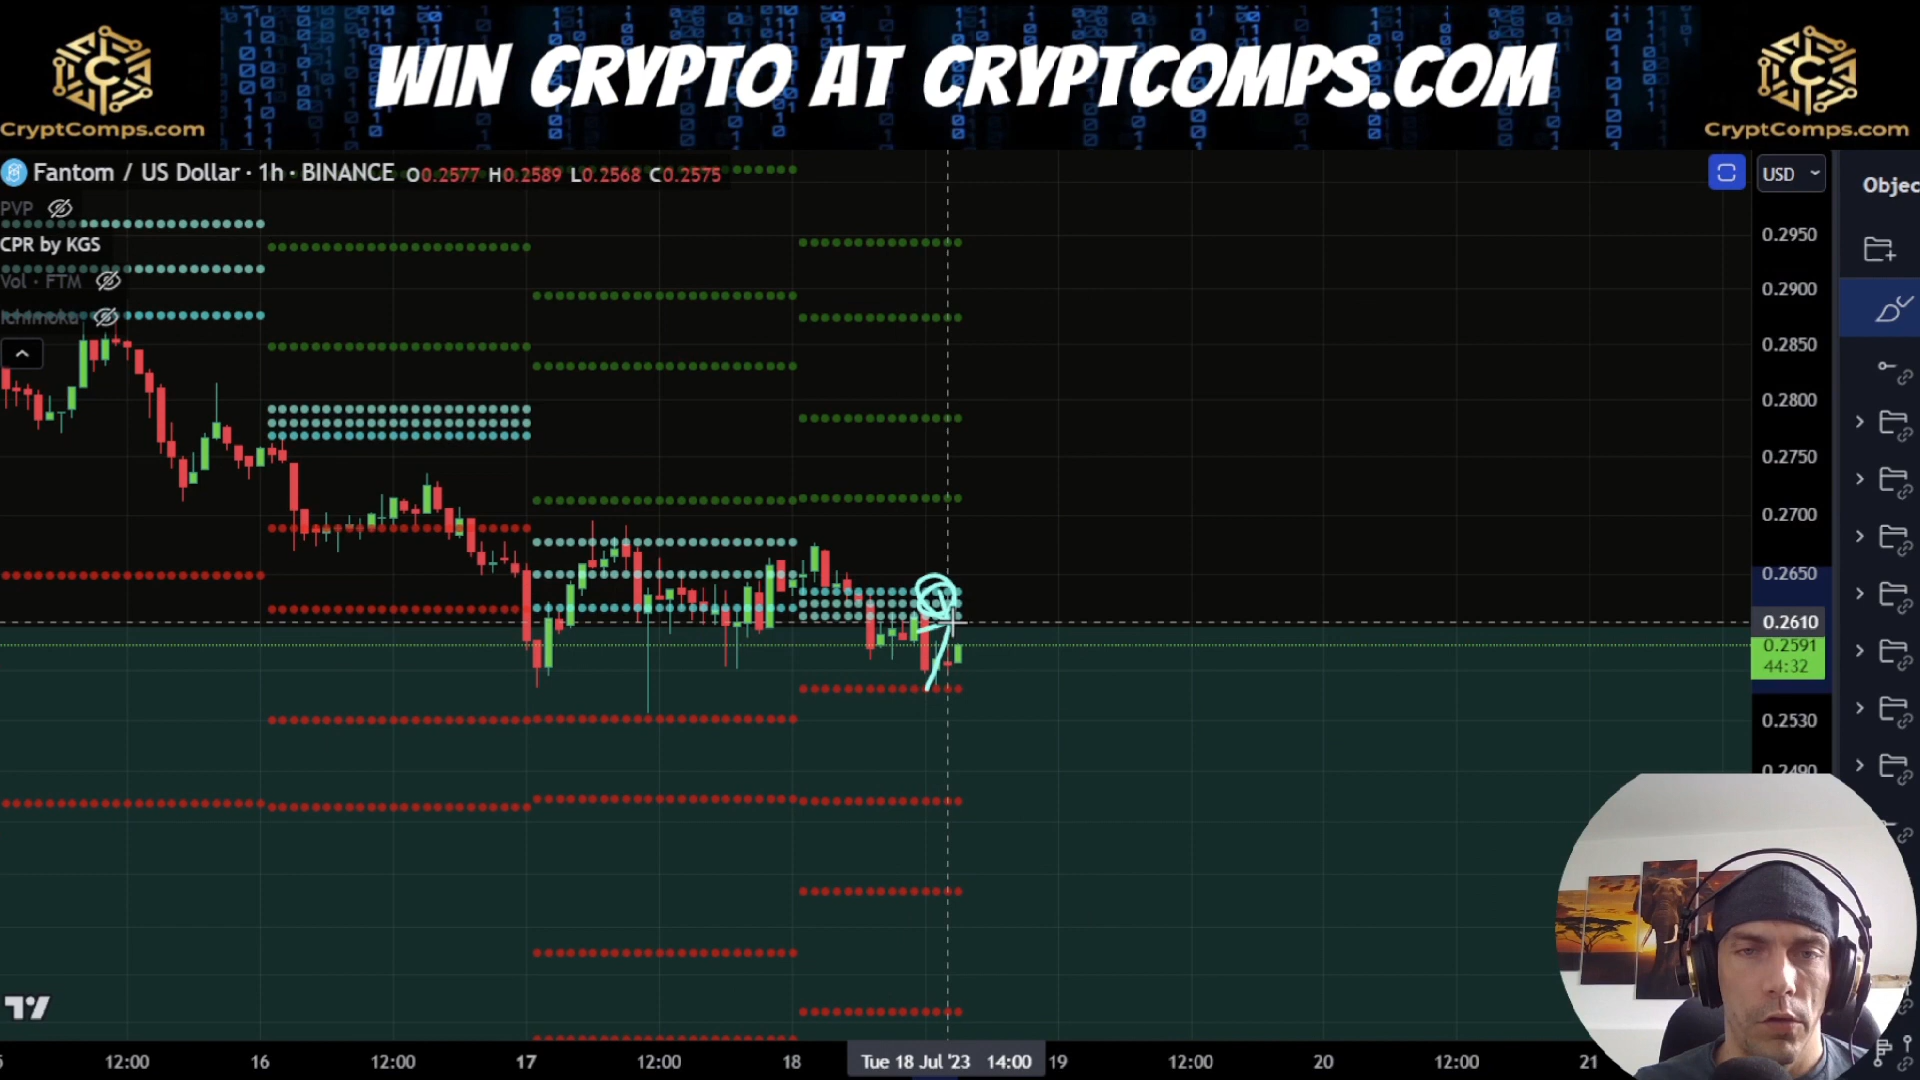 WIN CRYPTO AT CRYPTCOMPS.COM
CryptComps.com
CryptComps.com
Fantom / US Dollar · 1h · BINANCE O0.2577 H0.2589 L0.2568 C0.2575
USD
Objec
PVP
CPR by KGS
Vol · FTM
Ichimoku
0.2950
0.2900
0.2850
0.2800
0.2750
0.2700
0.2650
0.2610
0.2591
44:32
0.2530
0.2490
12:00 16 12:00 17 12:00 18 Tue 18 Jul '23 14:00 19 12:00 20 12:00 21